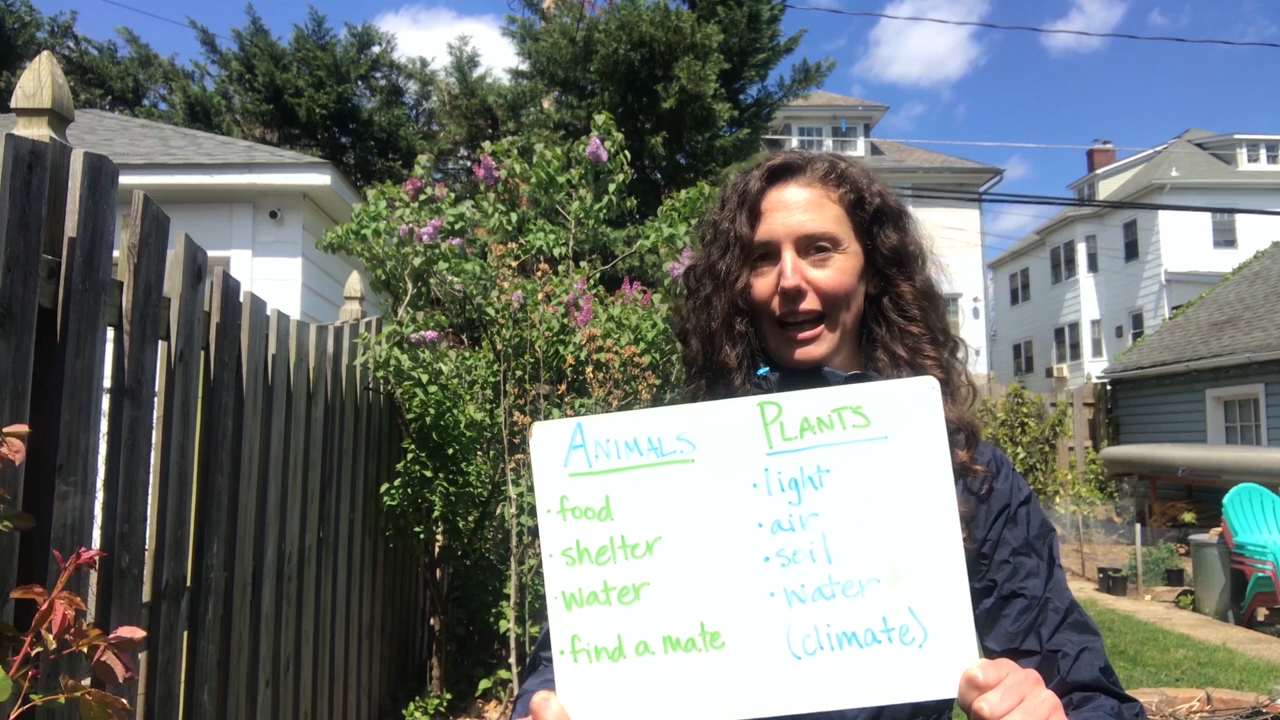 ANIMALS
· food
· shelter
· water
· find a mate
PLANTS
· light
· air
· soil
· water
(climate)